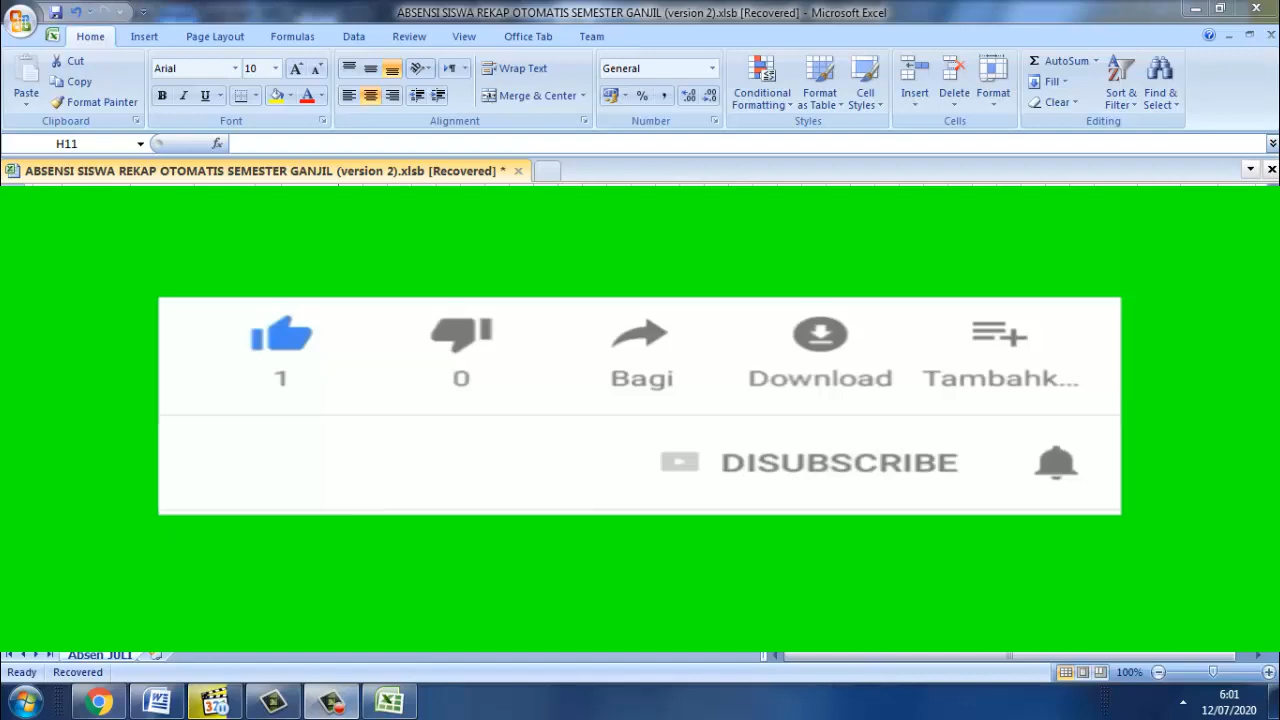 ABSENSI SISWA REKAP OTOMATIS SEMESTER GANJIL (version 2).xlsb [Recovered] - Microsoft Excel
Home Insert Page Layout Formulas Data Review View Office Tab Team
Paste
Cut
Copy
Format Painter
Clipboard
Arial 10
B I U
Font
Wrap Text
Merge & Center
Alignment
General
%
Number
Conditional Formatting
Format as Table
Cell Styles
Styles
Insert Delete Format
Cells
Σ AutoSum
Fill
Clear
Sort & Filter
Find & Select
Editing
H11 fx
ABSENSI SISWA REKAP OTOMATIS SEMESTER GANJIL (version 2).xlsb [Recovered] *
1 0 Bagi Download Tambahk...
DISUBSCRIBE
Absen JULI
Ready Recovered 100%
6:01
12/07/2020